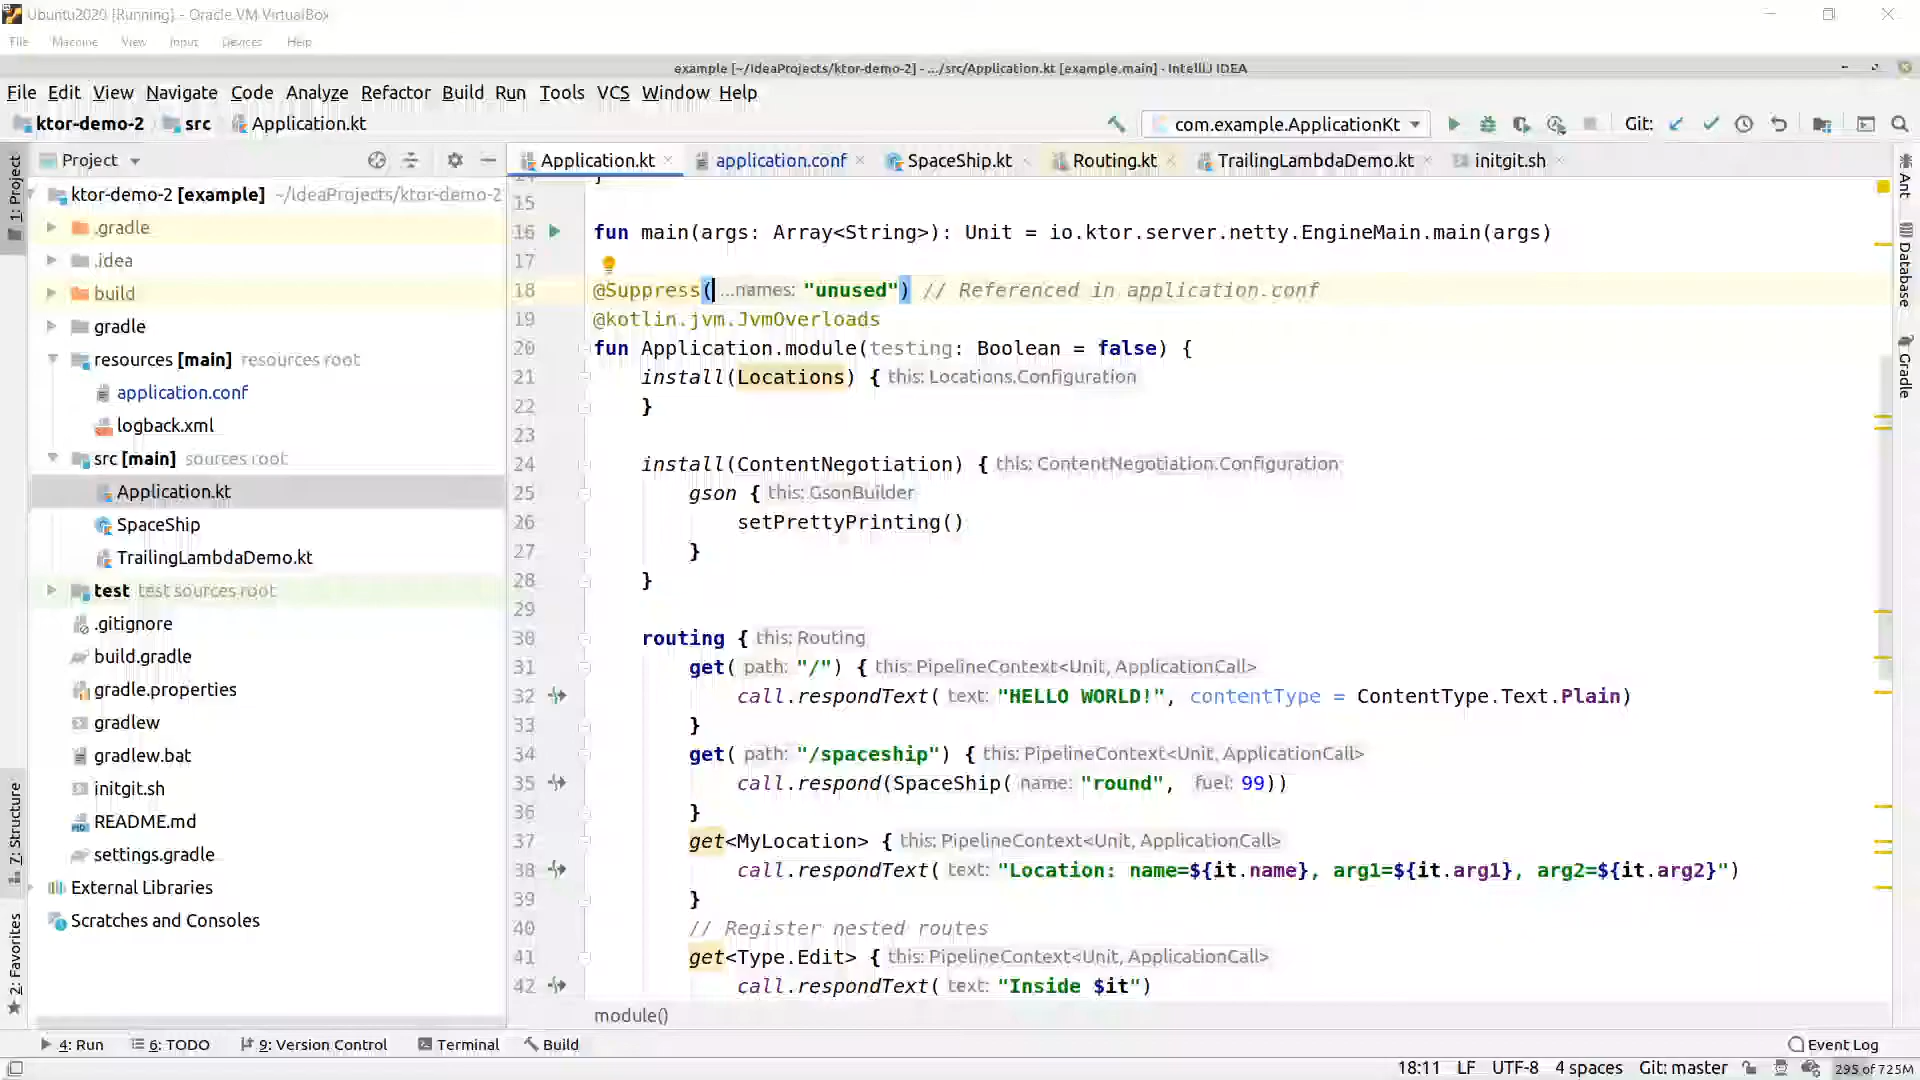 Ubuntu2020 [Running] - Oracle VM VirtualBox
File Machine View Input Devices Help
example [~/IdeaProjects/ktor-demo-2] - .../src/Application.kt [example.main] - IntelliJ IDEA
File Edit View Navigate Code Analyze Refactor Build Run Tools VCS Window Help
ktor-demo-2 src Application.kt com.example.ApplicationKt Git:
Project
Application.kt application.conf SpaceShip.kt Routing.kt TrailingLambdaDemo.kt initgit.sh
1: Project
7: Structure
2: Favorites
ktor-demo-2 [example] ~/IdeaProjects/ktor-demo-2
.gradle
.idea
build
gradle
resources [main] resources root
application.conf
logback.xml
src [main] sources root
Application.kt
SpaceShip
TrailingLambdaDemo.kt
test test sources root
.gitignore
build.gradle
gradle.properties
gradlew
gradlew.bat
initgit.sh
README.md
settings.gradle
External Libraries
Scratches and Consoles
15
16 fun main(args: Array<String>): Unit = io.ktor.server.netty.EngineMain.main(args)
17
18 @Suppress( ...names: "unused") // Referenced in application.conf
19 @kotlin.jvm.JvmOverloads
20 fun Application.module(testing: Boolean = false) {
21 install(Locations) { this: Locations.Configuration
22 }
23
24 install(ContentNegotiation) { this: ContentNegotiation.Configuration
25 gson { this: GsonBuilder
26 setPrettyPrinting()
27 }
28 }
29
30 routing { this: Routing
31 get( path: "/") { this: PipelineContext<Unit, ApplicationCall>
32 call.respondText( text: "HELLO WORLD!", contentType = ContentType.Text.Plain)
33 }
34 get( path: "/spaceship") { this: PipelineContext<Unit, ApplicationCall>
35 call.respond(SpaceShip( name: "round", fuel: 99))
36 }
37 get<MyLocation> { this: PipelineContext<Unit, ApplicationCall>
38 call.respondText( text: "Location: name=${it.name}, arg1=${it.arg1}, arg2=${it.arg2}")
39 }
40 // Register nested routes
41 get<Type.Edit> { this: PipelineContext<Unit, ApplicationCall>
42 call.respondText( text: "Inside $it")
module()
Ant
Database
Gradle
4: Run 6: TODO 9: Version Control Terminal Build Event Log
18:11 LF UTF-8 4 spaces Git: master 295 of 725M